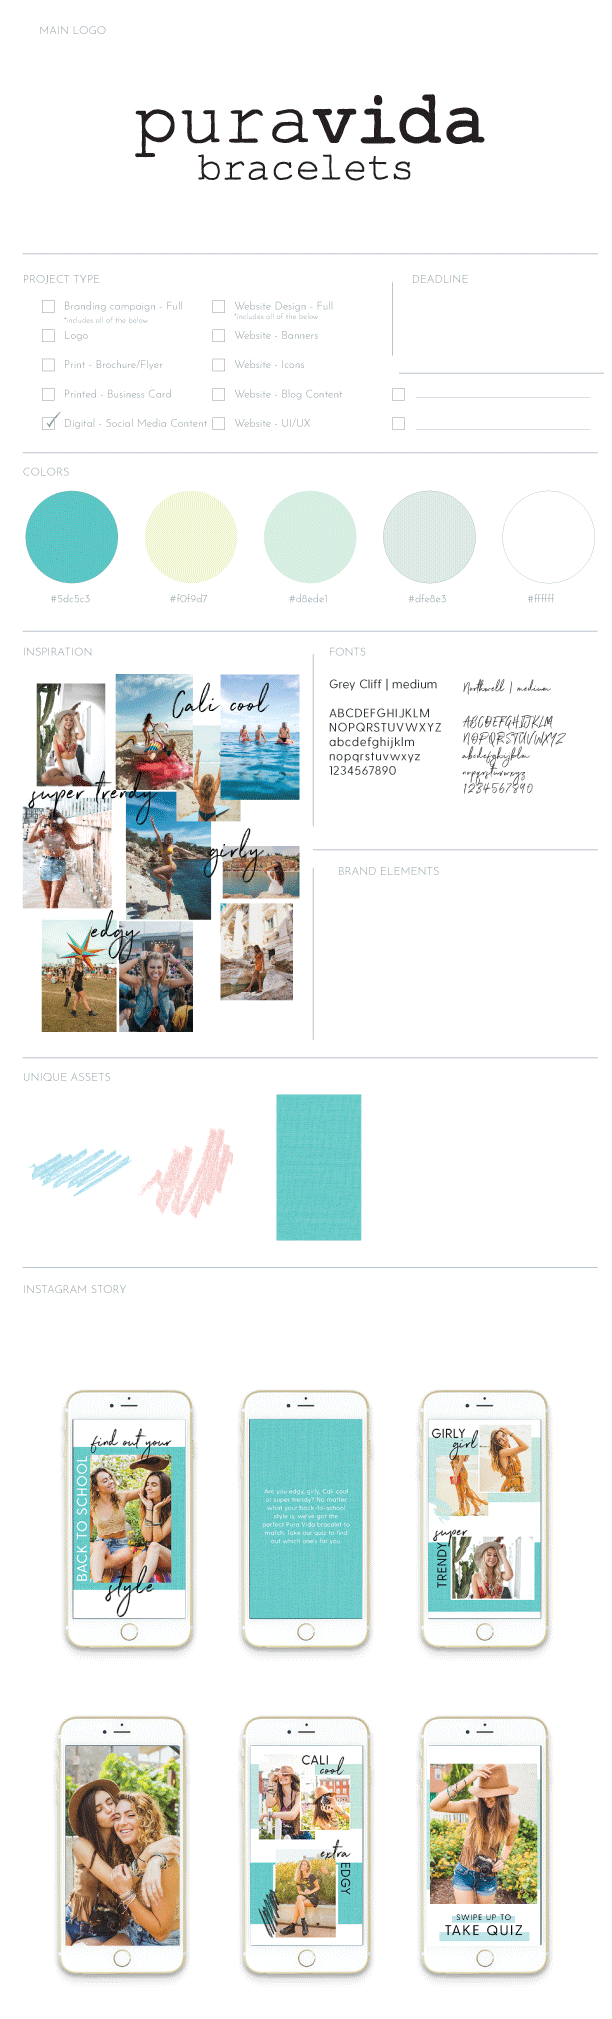 MAIN LOGO
puravida
bracelets
PROJECT TYPE
Branding campaign - Full
*includes all of the below
Logo
Print - Brochure/Flyer
Printed - Business Card
Digital - Social Media Content
Website Design - Full
*includes all of the below
Website - Banners
Website - Icons
Website - Blog Content
Website - UI/UX
DEADLINE
COLORS
#5dc5c3
#f0f9d7
#d8ede1
#dfe8e3
#ffffff
INSPIRATION
Cali cool
super trendy
girly
edgy
FONTS
Grey Cliff | medium
ABCDEFGHIJKLM
NOPQRSTUVWXYZ
abcdefghijklm
nopqrstuvwxyz
1234567890
Northwell | medium
ABCDEFGHIJKLM
NOPQRSTUVWXYZ
abcdefghijklm
nopqrstuvwxyz
1234567890
BRAND ELEMENTS
UNIQUE ASSETS
INSTAGRAM STORY
find out your
BACK TO SCHOOL
style
Are you edgy, girly, Cali cool
or super trendy? No matter
what your back-to-school
style is, we've got the
perfect Pura Vida bracelet to
match. Take our quiz to find
out which one's for you.
GIRLY
girl
super
TRENDY
CALI
cool
extra
EDGY
SWIPE UP TO
TAKE QUIZ